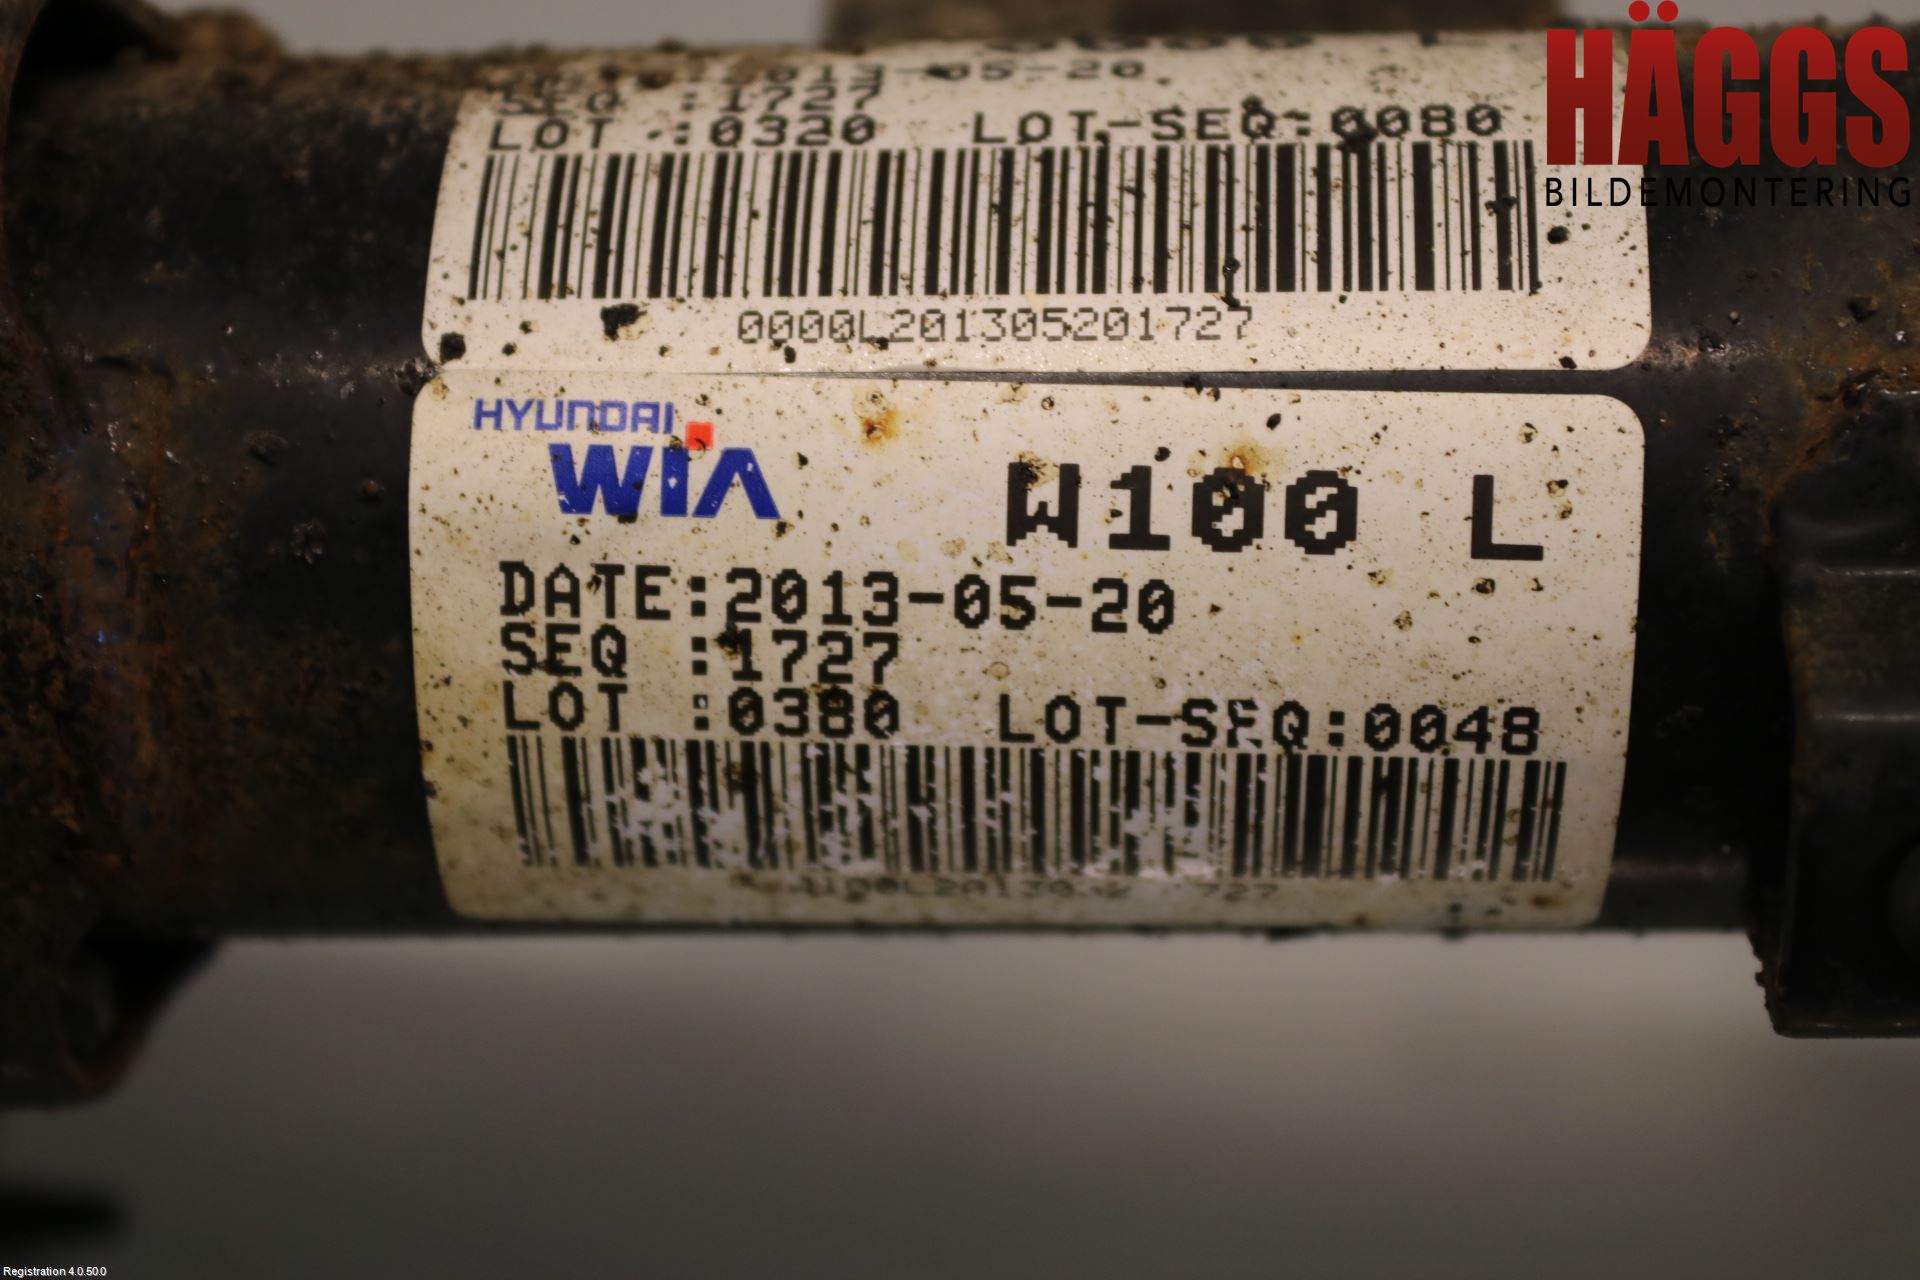 HÄGGS
BILDEMONTERING
2013-05-20
SEQ :1727
LOT :0320 LOT-SEQ:0080
0000L201305201727
HYUNDAI
WIA
W100 L
DATE:2013-05-20
SEQ :1727
LOT :0380 LOT-SEQ:0048
Registration 4.0.50.0